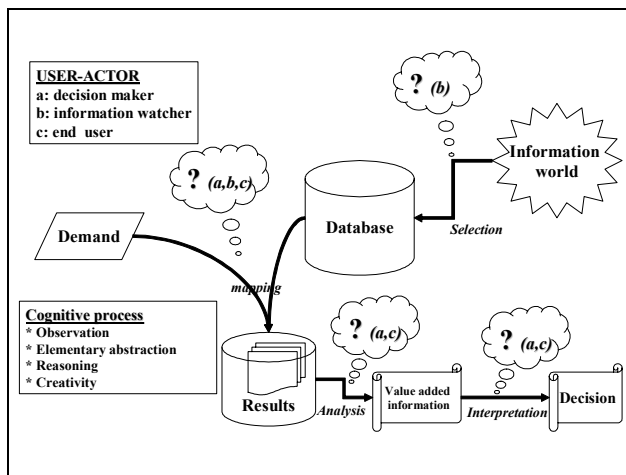 USER-ACTOR
a: decision maker
b: information watcher
c: end user
? (b)
Information
world
? (a,b,c)
Database
Selection
Demand
mapping
Cognitive process
* Observation
* Elementary abstraction
* Reasoning
* Creativity
? (a,c)
? (a,c)
Results
Analysis
Value added
information
Interpretation
Decision